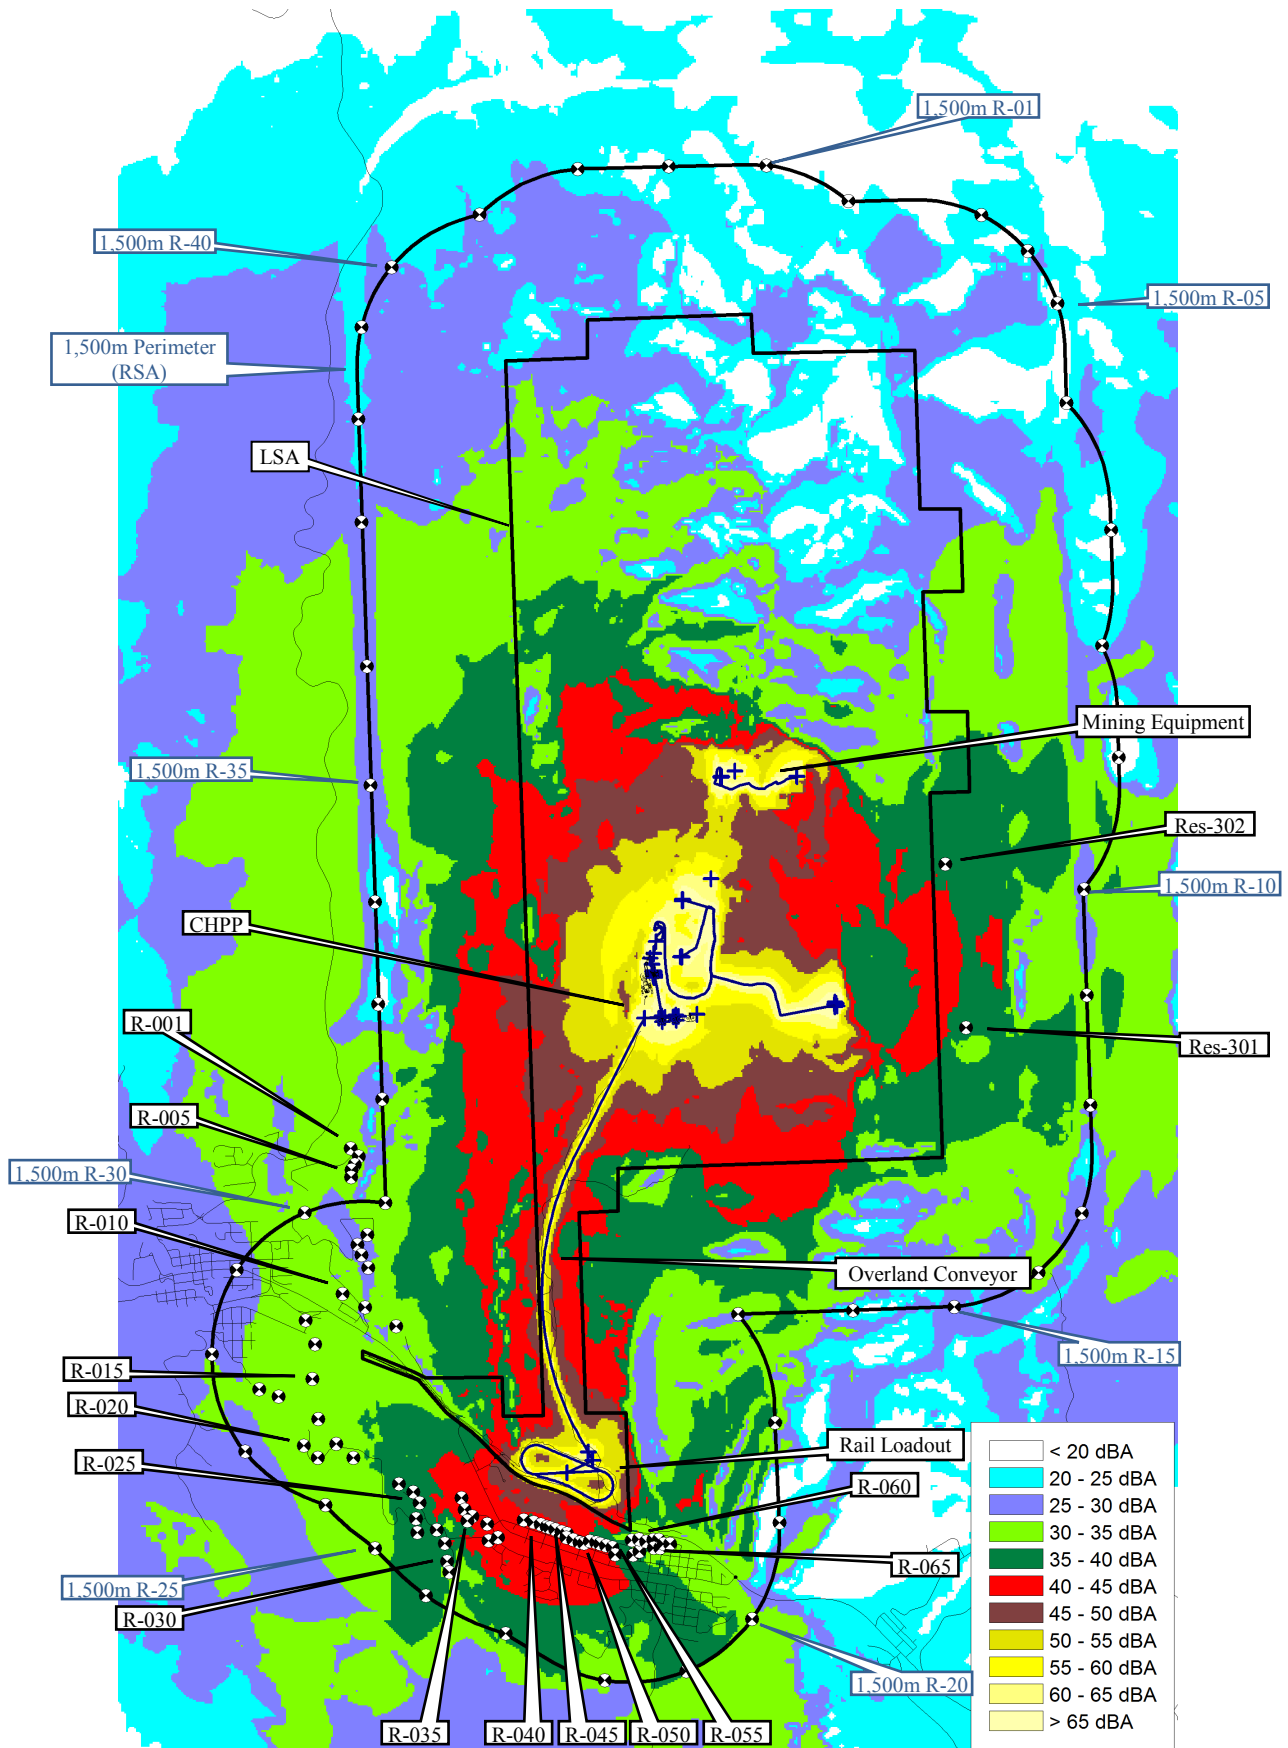 1,500m R-01
1,500m R-40
1,500m R-05
1,500m Perimeter
(RSA)
LSA
Mining Equipment
1,500m R-35
Res-302
1,500m R-10
CHPP
R-001
Res-301
R-005
1,500m R-30
R-010
Overland Conveyor
1,500m R-15
R-015
R-020
Rail Loadout
R-025
R-060
R-065
1,500m R-25
R-030
1,500m R-20
R-035
R-040
R-045
R-050
R-055
< 20 dBA
20 - 25 dBA
25 - 30 dBA
30 - 35 dBA
35 - 40 dBA
40 - 45 dBA
45 - 50 dBA
50 - 55 dBA
55 - 60 dBA
60 - 65 dBA
> 65 dBA